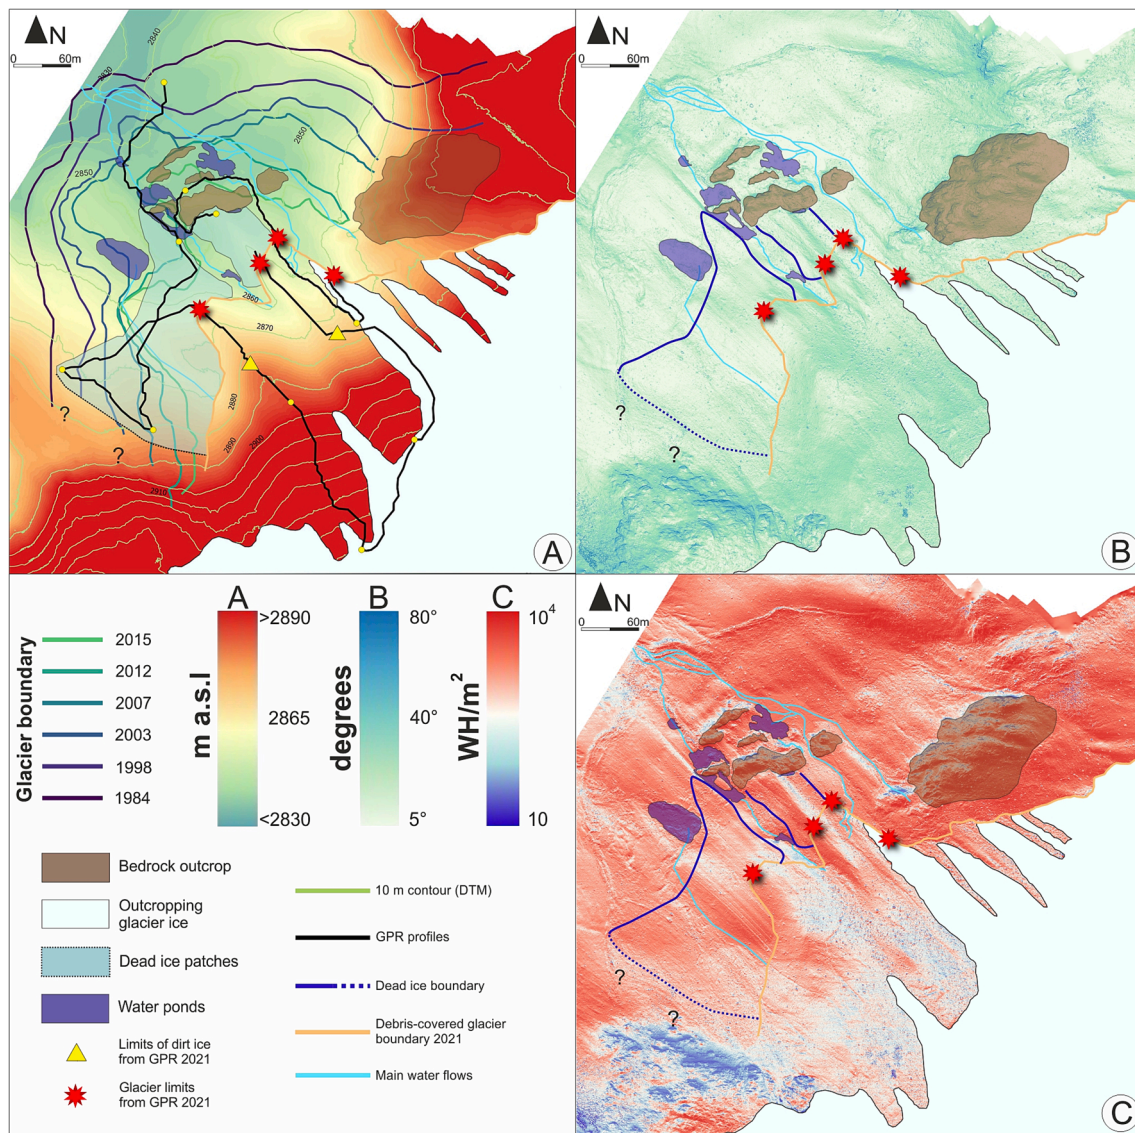 N
0 60m
2840
2830
2850
2850
2860
2870
2880
2890
2900
2910
?
?
A
N
0 60m
?
?
B
Glacier boundary
2015
2012
2007
2003
1998
1984
A
m a.s.l
>2890
2865
<2830
B
degrees
80°
40°
5°
C
WH/m²
10⁴
10
Bedrock outcrop
Outcropping
glacier ice
Dead ice patches
Water ponds
Limits of dirt ice
from GPR 2021
Glacier limits
from GPR 2021
10 m contour (DTM)
GPR profiles
Dead ice boundary
Debris-covered glacier
boundary 2021
Main water flows
N
0 60m
?
?
C